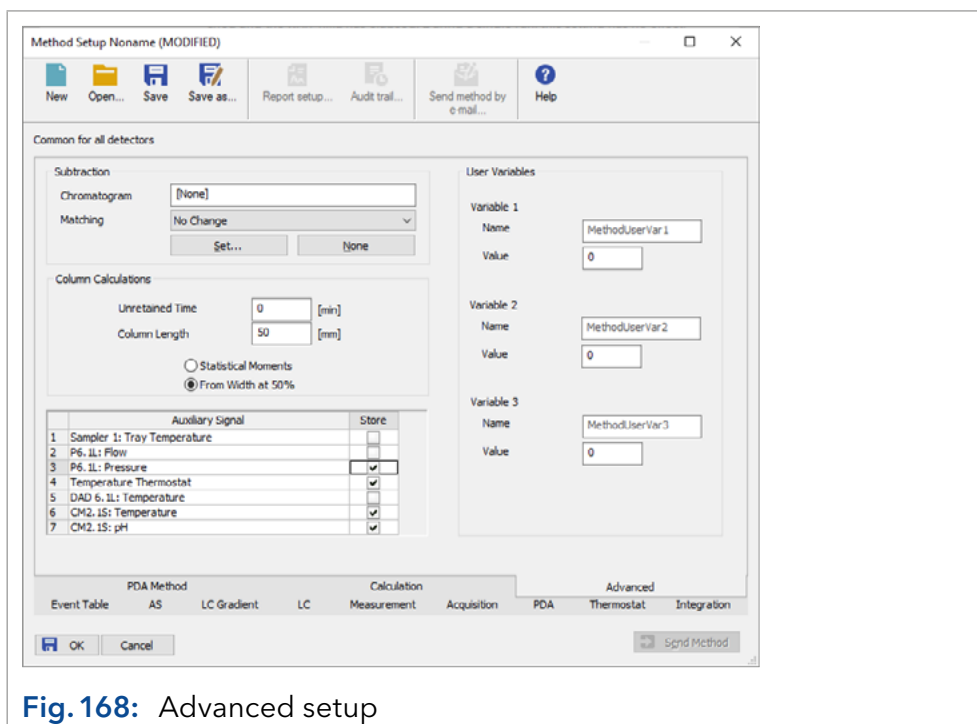 Method Setup Noname (MODIFIED)
New Open... Save Save as... Report setup... Audit trail... Send method by e-mail... Help
Common for all detectors
Subtraction
Chromatogram [None]
Matching No Change
Set... None
Column Calculations
Unretained Time 0 [min]
Column Length 50 [mm]
Statistical Moments
From Width at 50%
Auxiliary Signal Store
1 Sampler 1: Tray Temperature
2 P6.1L: Flow
3 P6.1L: Pressure
4 Temperature Thermostat
5 DAD 6.1L: Temperature
6 CM2.1S: Temperature
7 CM2.1S: pH
User Variables
Variable 1
Name MethodUserVar1
Value 0
Variable 2
Name MethodUserVar2
Value 0
Variable 3
Name MethodUserVar3
Value 0
PDA Method Calculation Advanced
Event Table AS LC Gradient LC Measurement Acquisition PDA Thermostat Integration
OK Cancel Send Method
Fig. 168: Advanced setup